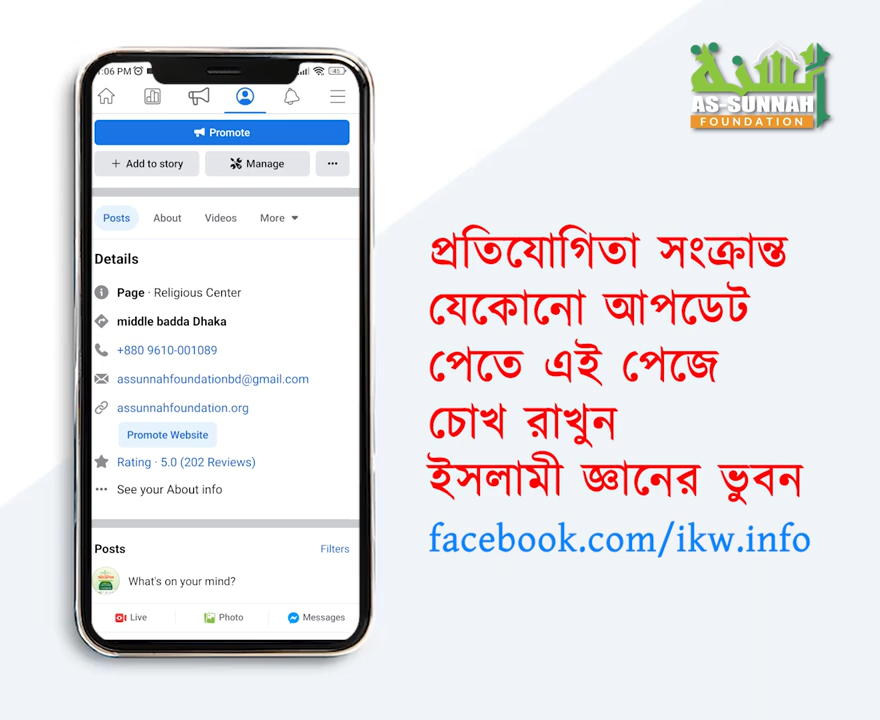 1:06 PM
45
Promote
+ Add to story
Manage
Posts
About
Videos
More
Details
Page · Religious Center
middle badda Dhaka
+880 9610-001089
assunnahfoundationbd@gmail.com
assunnahfoundation.org
Promote Website
Rating · 5.0 (202 Reviews)
See your About info
Posts
Filters
What's on your mind?
Live
Photo
Messages
السنة
AS-SUNNAH
FOUNDATION
প্রতিযোগিতা সংক্রান্ত
যেকোনো আপডেট
পেতে এই পেজে
চোখ রাখুন
ইসলামী জ্ঞানের ভুবন
facebook.com/ikw.info